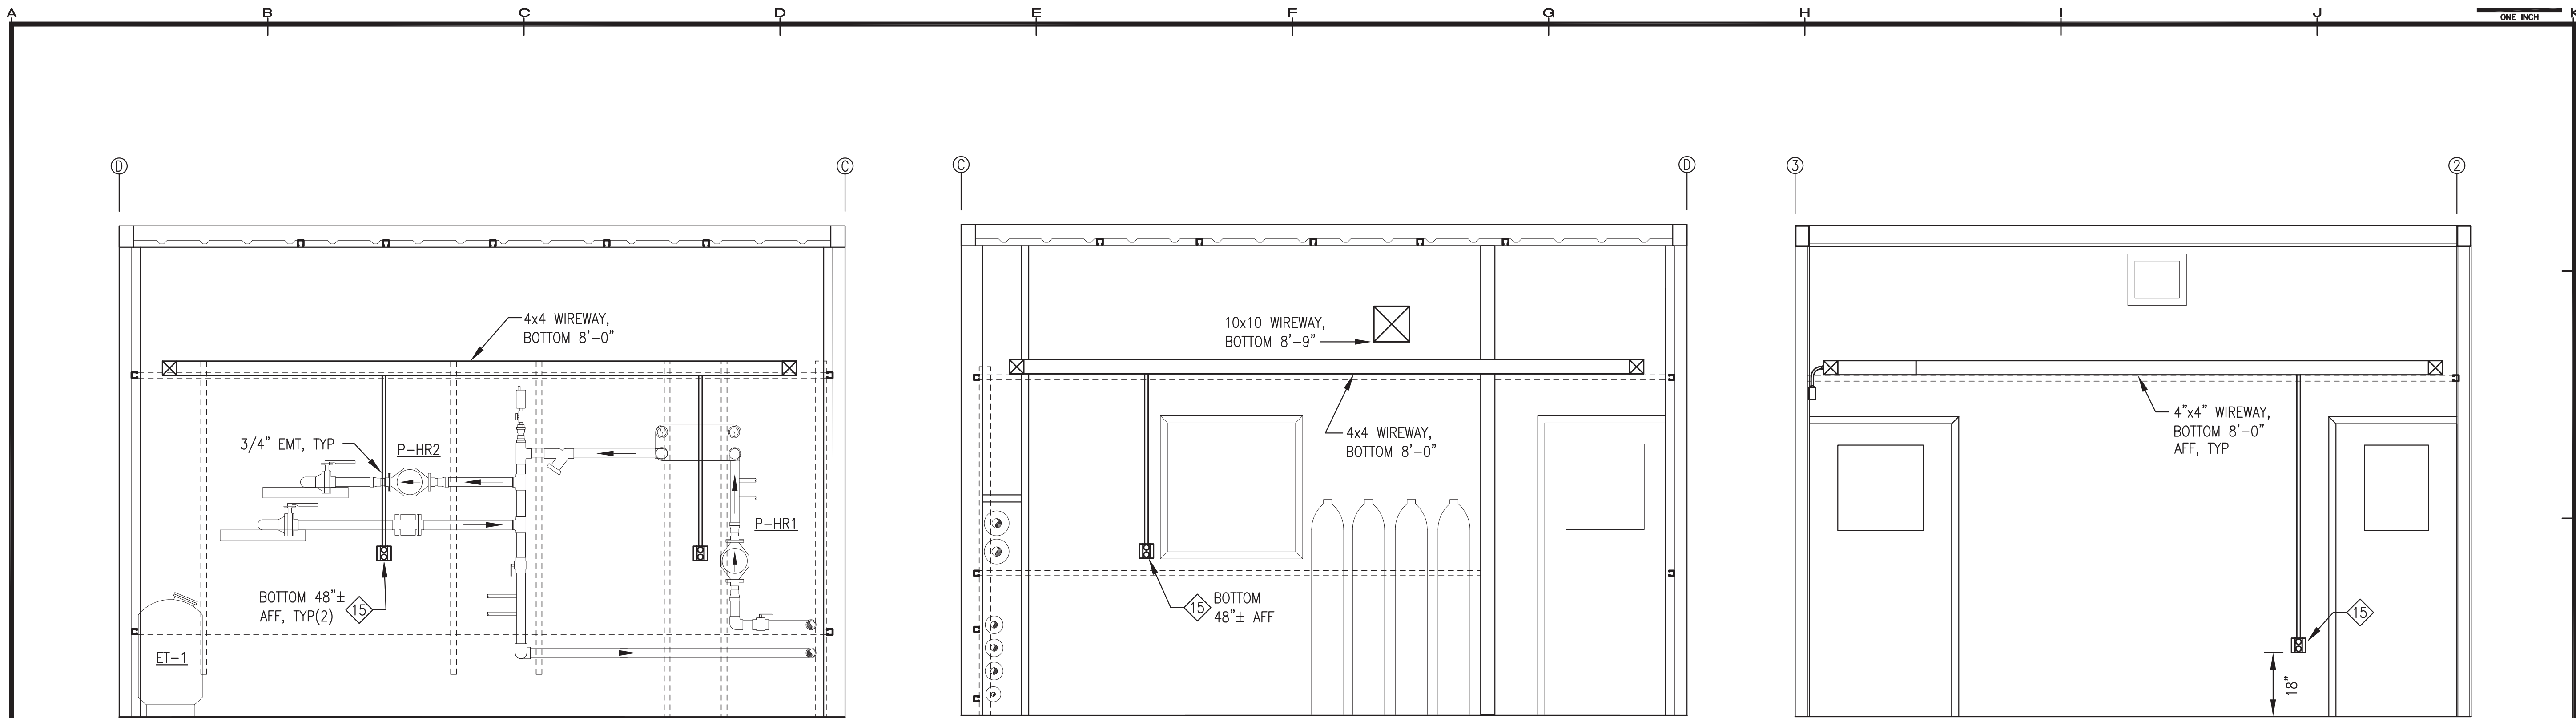 A B C D E F G H I J K
ONE INCH
D
C
C
D
3
2
4x4 WIREWAY,
BOTTOM 8'-0"
3/4" EMT, TYP
P-HR2
P-HR1
BOTTOM 48"±
AFF, TYP(2)
15
ET-1
10x10 WIREWAY,
BOTTOM 8'-9"
4x4 WIREWAY,
BOTTOM 8'-0"
15
BOTTOM
48"± AFF
4"x4" WIREWAY,
BOTTOM 8'-0"
AFF, TYP
15
18"